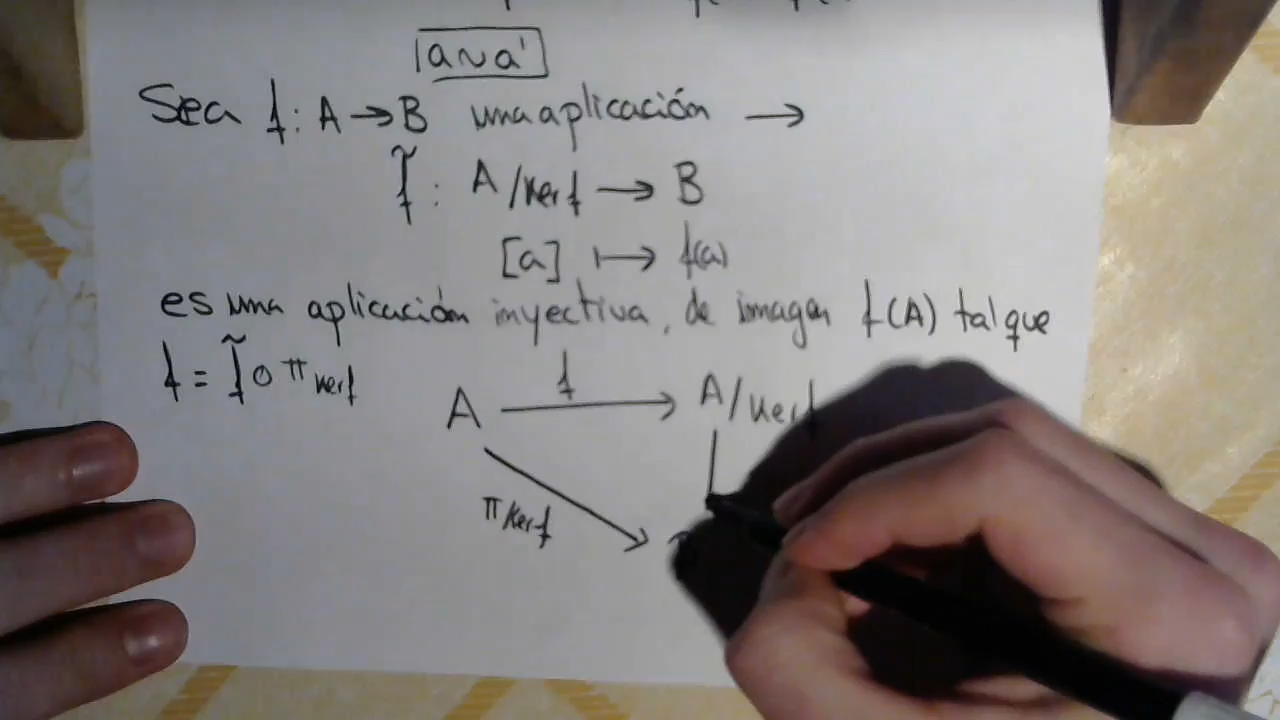 a ~ a'
Sea f: A → B una aplicación →
f̃ : A/Ker f → B
[a] ↦ f(a)
es una aplicación inyectiva, de imagen f(A) tal que
f = f̃ ∘ π ker f
f
A → A/Ker f
π Ker f